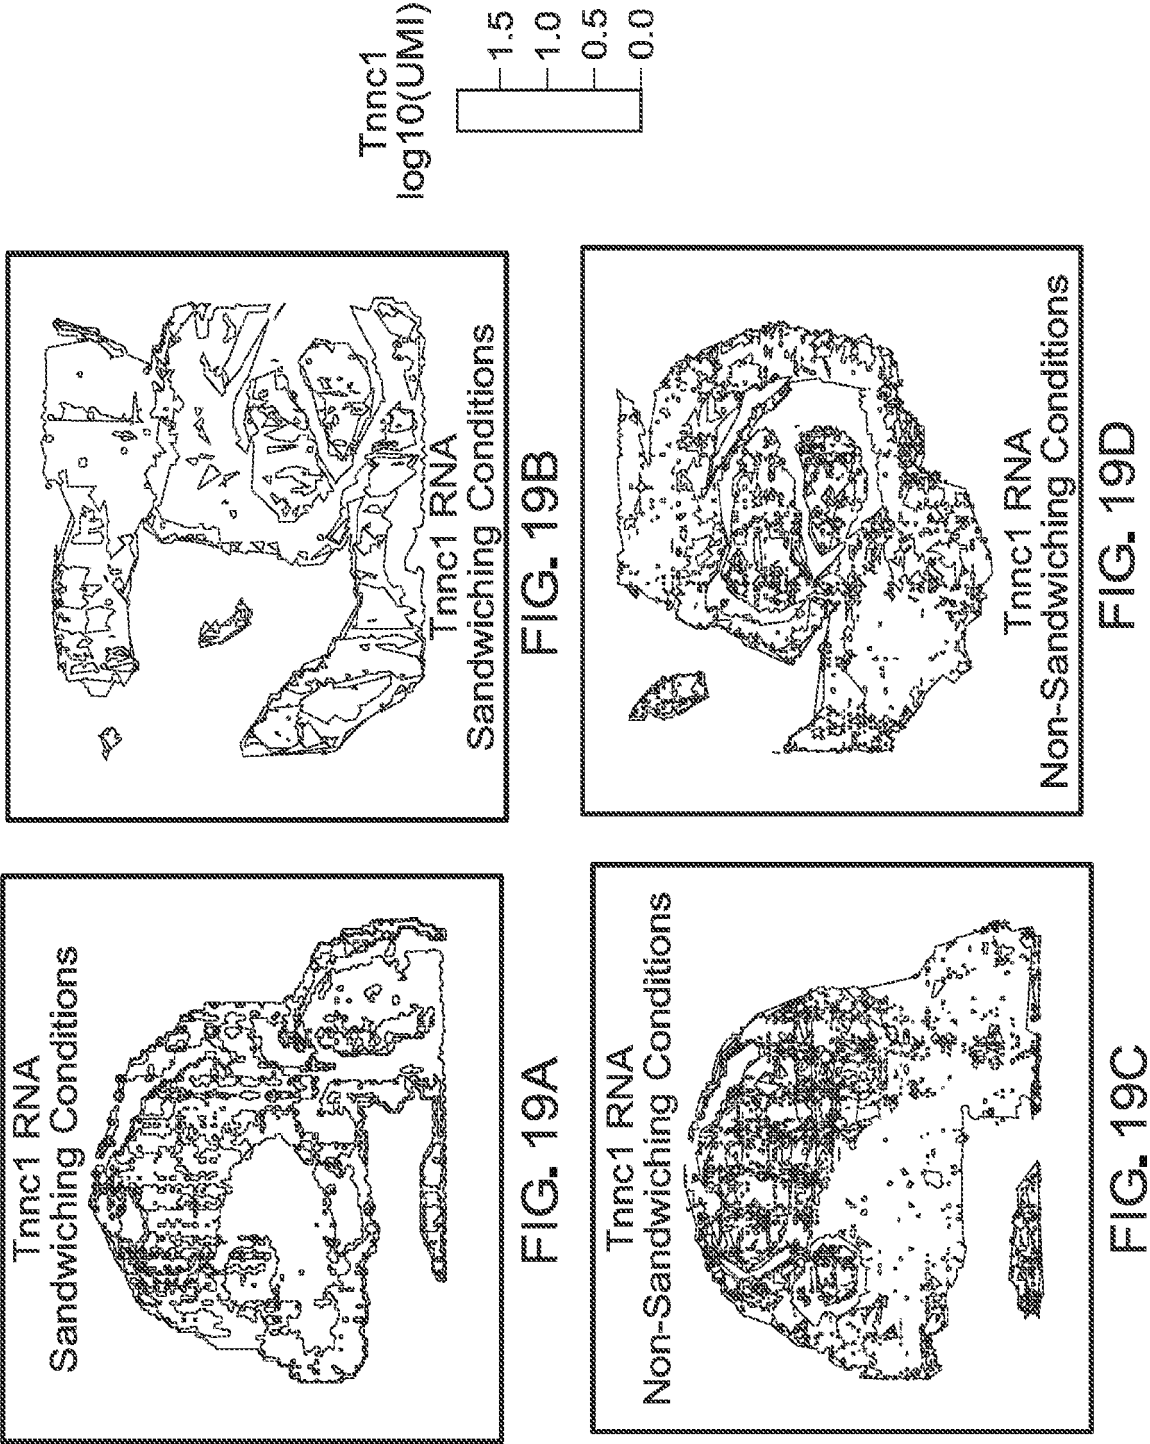 Tnnc1 RNA
Sandwiching Conditions
FIG. 19A
Tnnc1 RNA
Sandwiching Conditions
FIG. 19B
Tnnc1
log10(UMI)
1.5
1.0
0.5
0.0
Tnnc1 RNA
Non-Sandwiching Conditions
FIG. 19C
Tnnc1 RNA
Non-Sandwiching Conditions
FIG. 19D